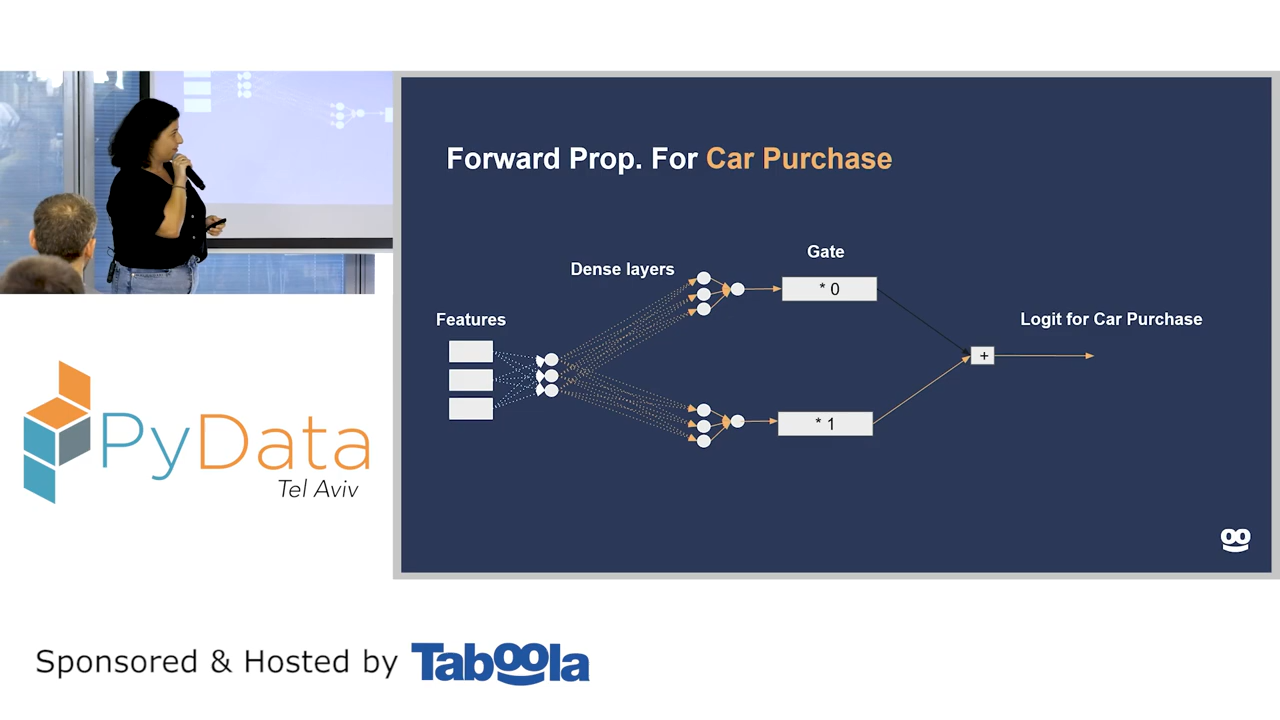 Forward Prop. For Car Purchase
Gate
Dense layers
* 0
Features
Logit for Car Purchase
+
* 1
PyData
Tel Aviv
Sponsored & Hosted by Taboola